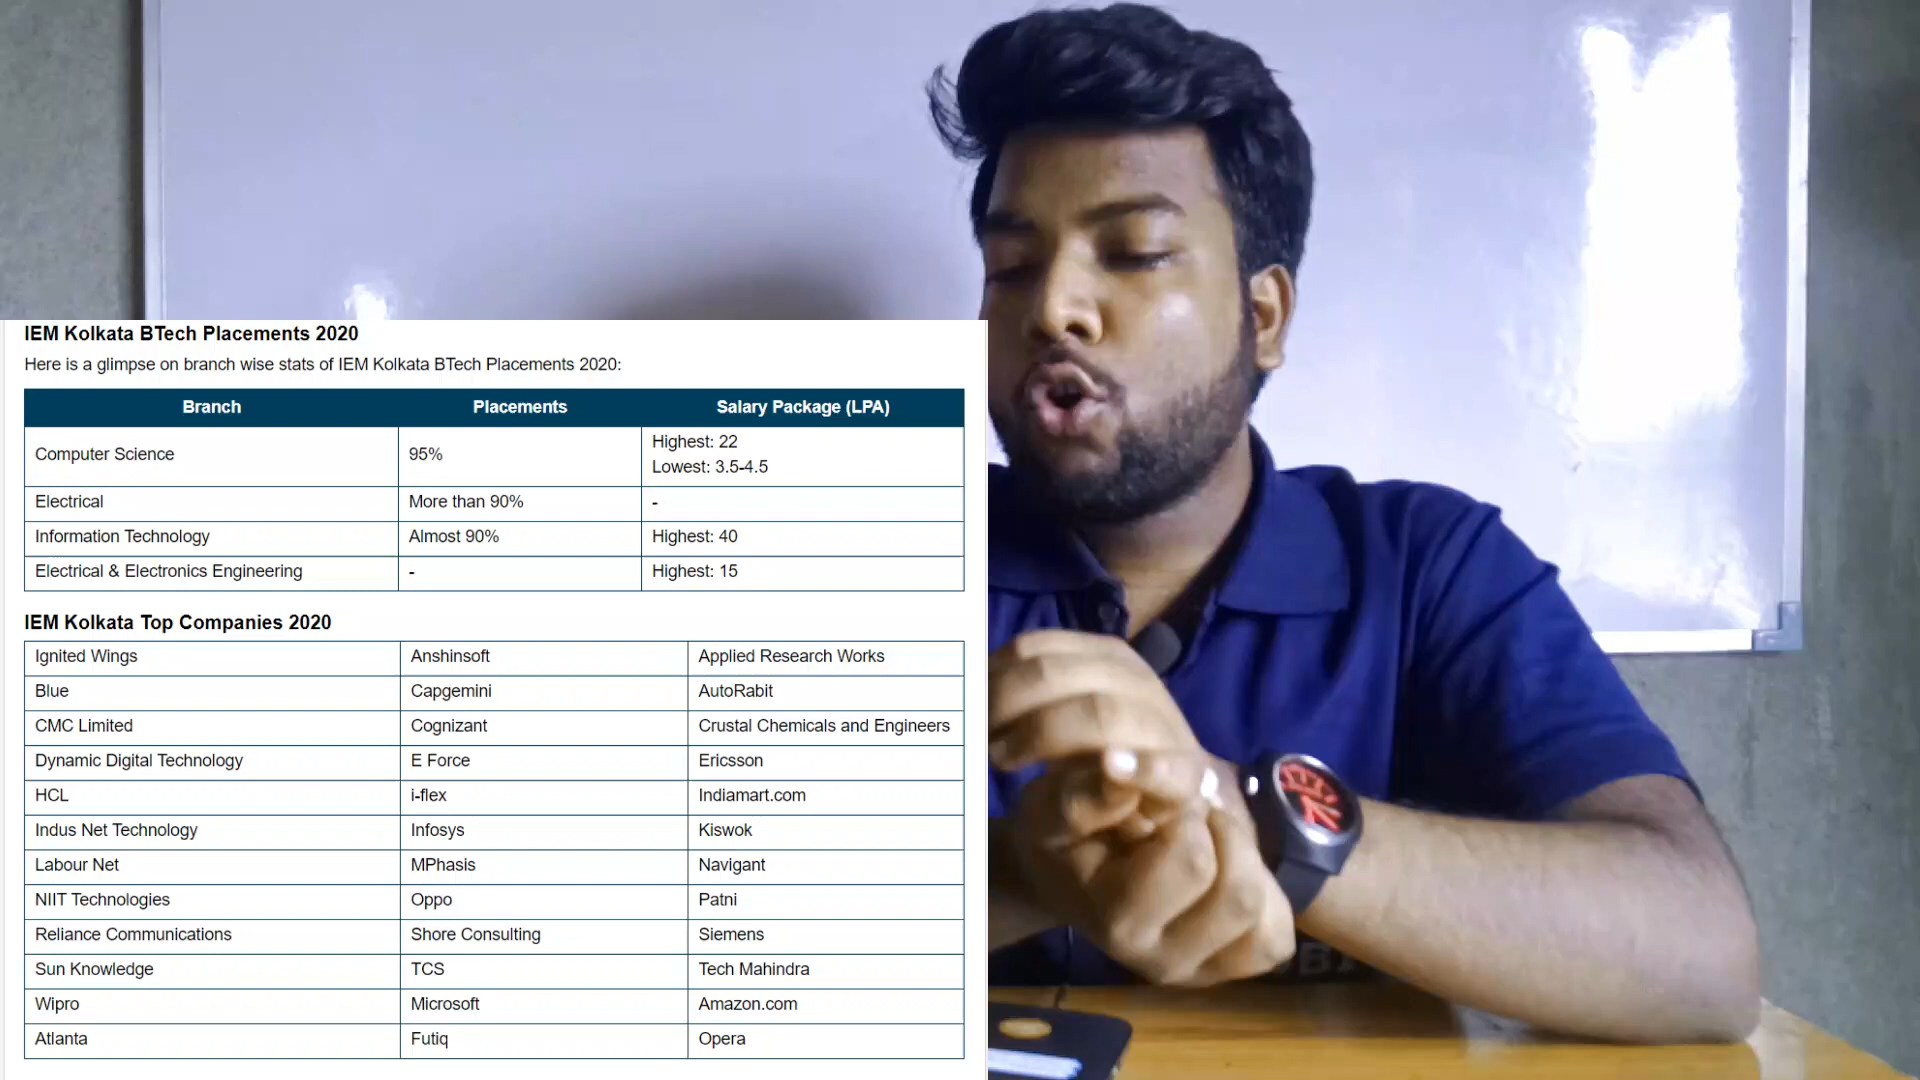 IEM Kolkata BTech Placements 2020
Here is a glimpse on branch wise stats of IEM Kolkata BTech Placements 2020:
Branch Placements Salary Package (LPA)
Computer Science 95% Highest: 22
Lowest: 3.5-4.5
Electrical More than 90% -
Information Technology Almost 90% Highest: 40
Electrical & Electronics Engineering - Highest: 15
IEM Kolkata Top Companies 2020
Ignited Wings Anshinsoft Applied Research Works
Blue Capgemini AutoRabit
CMC Limited Cognizant Crustal Chemicals and Engineers
Dynamic Digital Technology E Force Ericsson
HCL i-flex Indiamart.com
Indus Net Technology Infosys Kiswok
Labour Net MPhasis Navigant
NIIT Technologies Oppo Patni
Reliance Communications Shore Consulting Siemens
Sun Knowledge TCS Tech Mahindra
Wipro Microsoft Amazon.com
Atlanta Futiq Opera